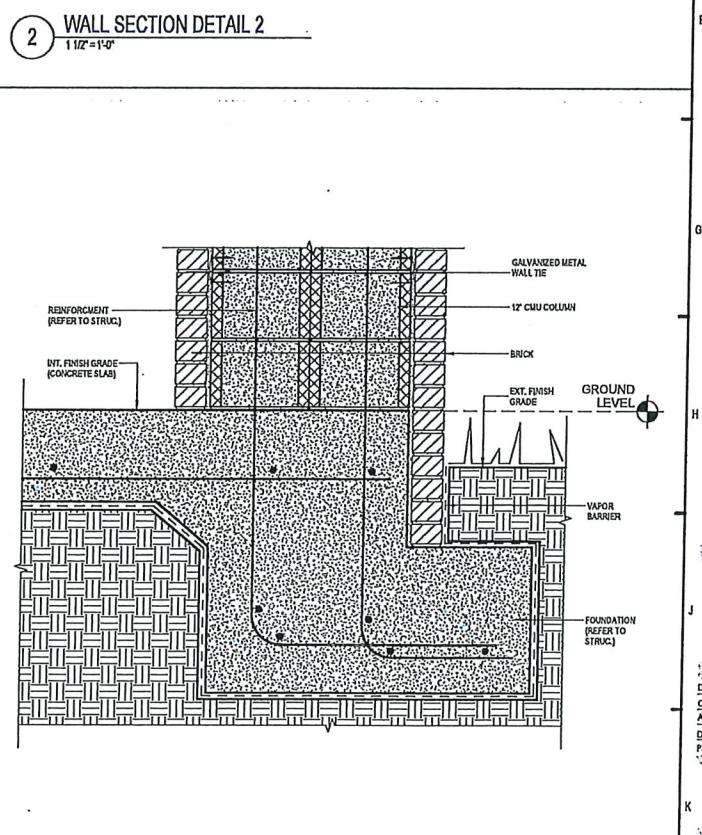 2
WALL SECTION DETAIL 2
1 1/2" = 1'-0"
G
GALVANIZED METAL
WALL TIE
12" CMU COLUMN
REINFORCMENT
(REFER TO STRUC.)
BRICK
INT. FINISH GRADE
(CONCRETE SLAB)
EXT. FINISH
GRADE
GROUND
LEVEL
H
VAPOR
BARRIER
J
FOUNDATION
(REFER TO
STRUC.)
K